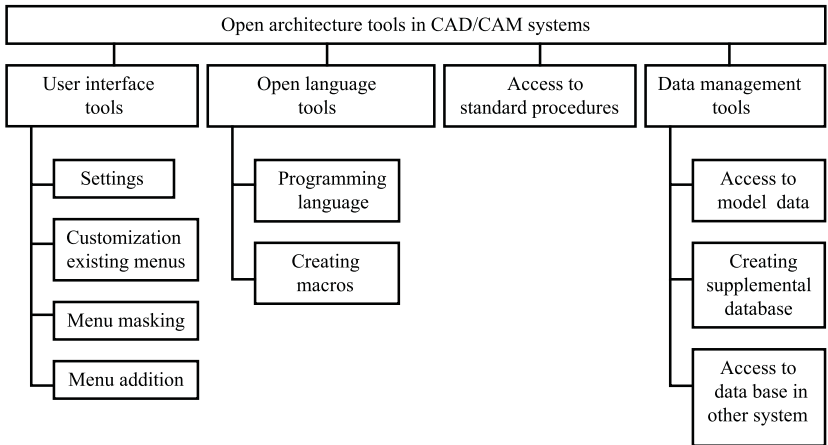 Open architecture tools in CAD/CAM systems
User interface
tools
Open language
tools
Access to
standard procedures
Data management
tools
Settings
Customization
existing menus
Menu masking
Menu addition
Programming
language
Creating
macros
Access to
model data
Creating
supplemental
database
Access to
data base in
other system